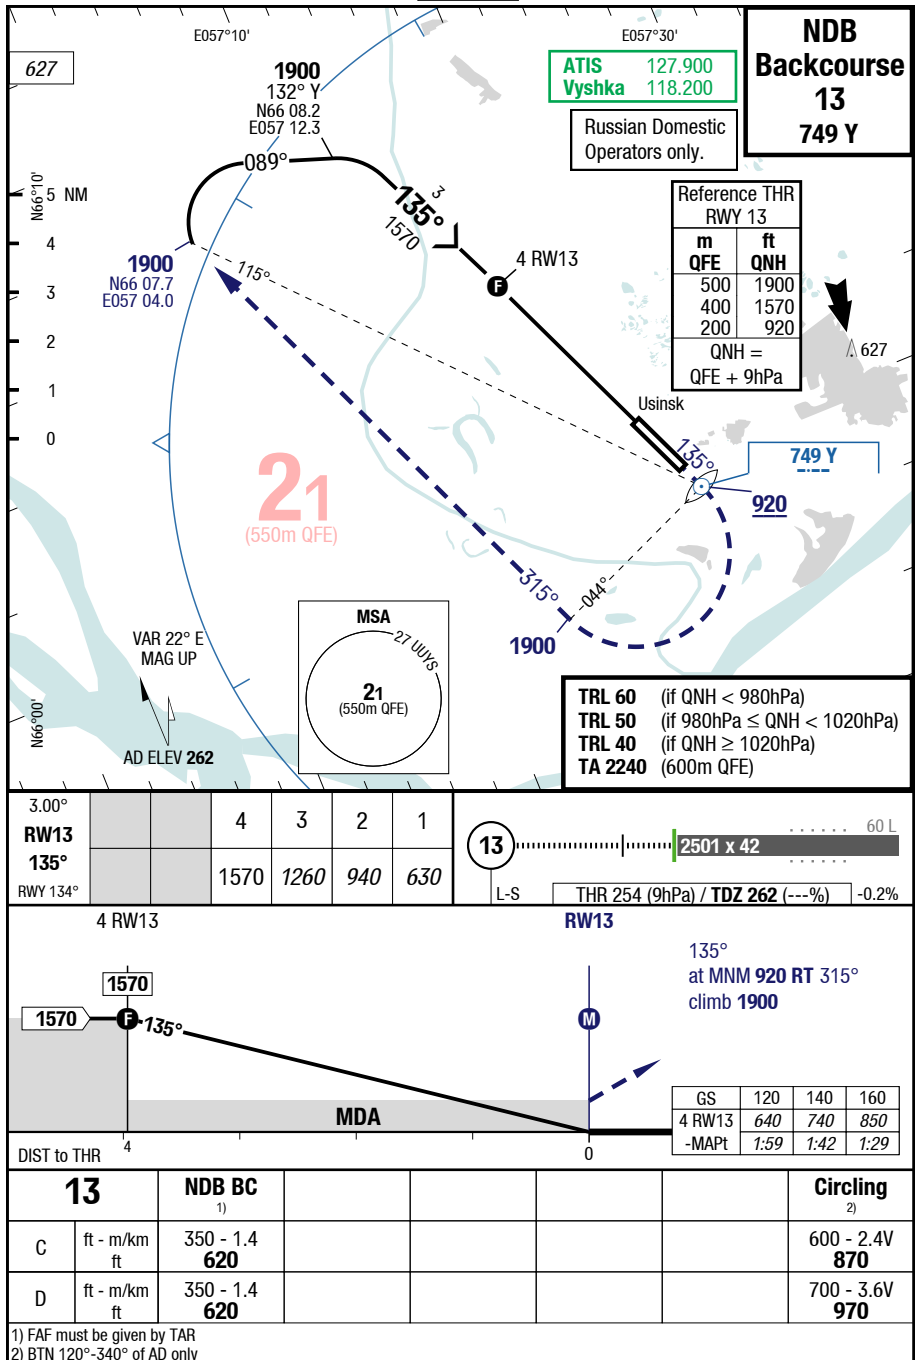 E057°10'
E057°30'
627
NDB
Backcourse
13
749 Y
ATIS 127.900
Vyshka 118.200
Russian Domestic
Operators only.
1900
132° Y
N66 08.2
E057 12.3
089°
N66°10'
5 NM
4
3
2
1
0
3
135°
1570
4 RW13
F
1900
N66 07.7
E057 04.0
115°
Reference THR
RWY 13
m ft
QFE QNH
500 1900
400 1570
200 920
QNH =
QFE + 9hPa
627
Usinsk
135°
749 Y
920
21
(550m QFE)
315°
044°
1900
MSA
27 UUYS
21
(550m QFE)
VAR 22° E
MAG UP
N66°00'
AD ELEV 262
TRL 60 (if QNH < 980hPa)
TRL 50 (if 980hPa ≤ QNH < 1020hPa)
TRL 40 (if QNH ≥ 1020hPa)
TA 2240 (600m QFE)
3.00°
RW13
135°
RWY 134°
4 3 2 1
1570 1260 940 630
13
60 L
2501 x 42
L-S
THR 254 (9hPa) / TDZ 262 (---%) -0.2%
4 RW13
RW13
135°
at MNM 920 RT 315°
climb 1900
1570
1570
F
135°
M
MDA
GS 120 140 160
4 RW13 640 740 850
-MAPt 1:59 1:42 1:29
DIST to THR
4
0
13
NDB BC
1)
Circling
2)
C
ft - m/km
ft
350 - 1.4
620
600 - 2.4V
870
D
ft - m/km
ft
350 - 1.4
620
700 - 3.6V
970
1) FAF must be given by TAR
2) BTN 120°-340° of AD only